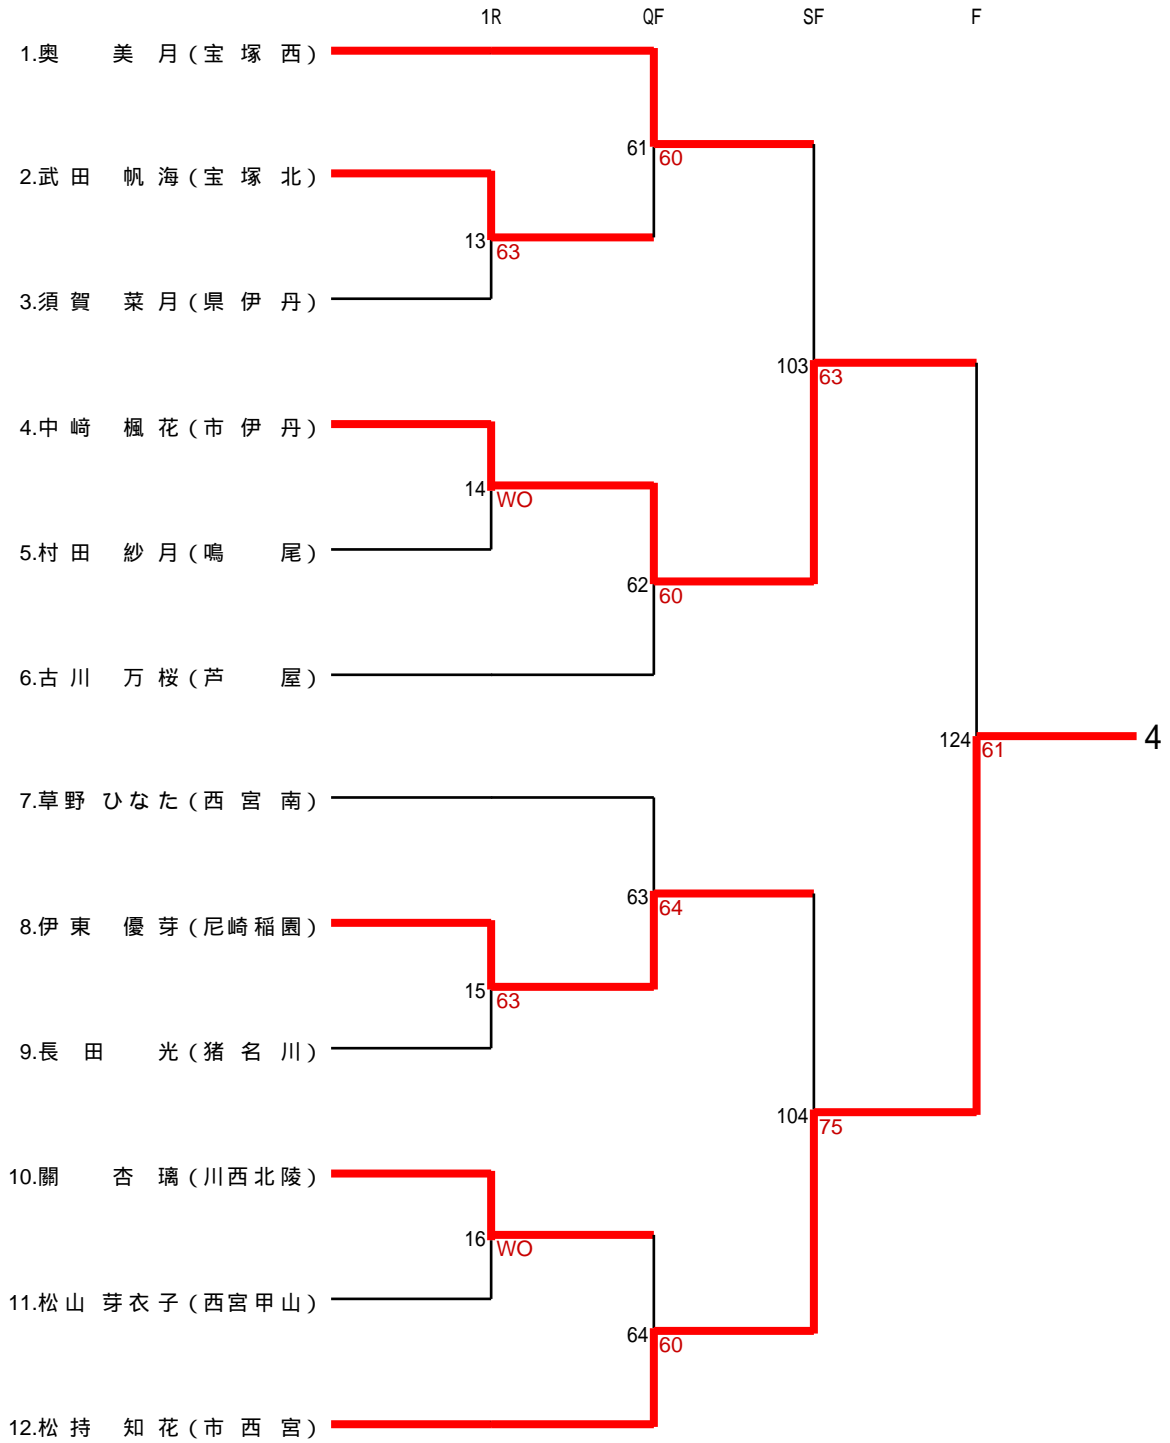 1R QF SF F
1.奥 美 月(宝 塚 西)
61 60
2.武田 帆 海(宝 塚 北)
13 63
3.須賀 菜 月(県 伊 丹)
103 63
4.中﨑 楓 花(市 伊 丹)
14 WO
5.村田 紗 月(鳴 尾)
62 60
6.古川 万 桜(芦 屋)
124 61 4
7.草野 ひなた(西 宮 南)
63 64
8.伊東 優 芽(尼崎稲園)
15 63
9.長田 光(猪 名 川)
104 75
10.關 杏 璃(川西北陵)
16 WO
11.松山 芽衣子(西宮甲山)
64 60
12.松持 知 花(市 西 宮)